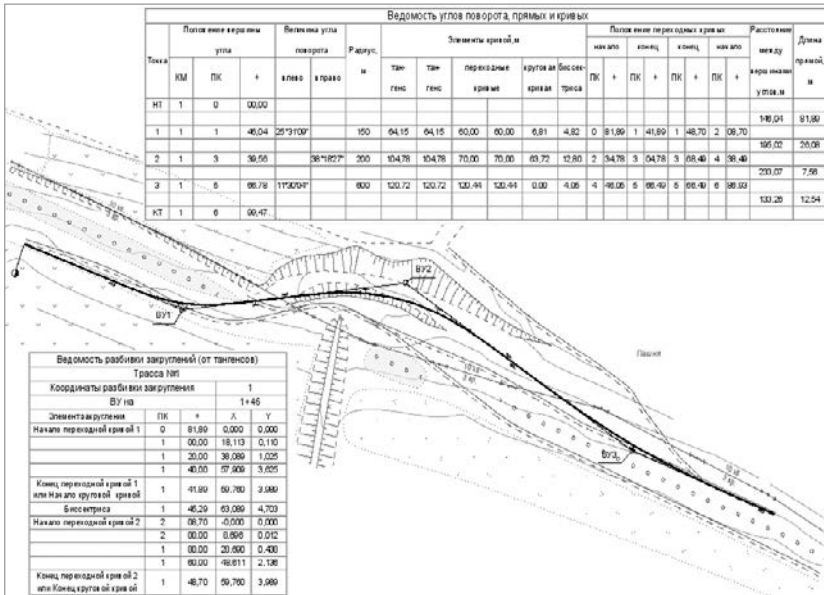 Ведомость углов поворота, прямых и кривых
Точка
Положение вершины угла
Величина угла поворота
Радиус, м
Элементы кривой,м
Положение переходных кривых
Расстояние между вершинами углов,м
Длина прямой, м
КМ ПК + влево вправо тангенс тангенс переходные кривые круговая кривая биссектриса
начало конец конец начало
ПК + ПК + ПК + ПК +
НТ 1 0 00,00
146,04 81,89
1 1 1 46,04 25°31'09" 150 64,15 64,15 60,00 60,00 6,81 4,82 0 81,89 1 41,89 1 48,70 2 08,70
195,02 26,08
2 1 3 39,56 38°18'27" 200 104,78 104,78 70,00 70,00 63,72 12,80 2 34,78 3 04,78 3 68,49 4 38,49
233,07 7,56
3 1 5 66,78 11°30'04" 600 120,72 120,72 120,44 120,44 0,00 4,05 4 46,05 5 66,49 5 66,49 6 86,93
133,26 12,54
КТ 1 6 99,47
ВУ2
ВУ1
Пашня
ВУ3
10 кВ
3 пр.
Ведомость разбивки закруглений (от тангенсов)
Трасса №1
Координаты разбивки закругления 1
ВУ на 1+46
Элемент закругления ПК + X Y
Начало переходной кривой 1 0 81,89 0,000 0,000
1 00,00 18,113 0,110
1 20,00 38,089 1,025
1 40,00 57,909 3,625
Конец переходной кривой 1
или Начало круговой кривой 1 41,89 59,760 3,989
Биссектриса 1 45,29 63,089 4,703
Начало переходной кривой 2 2 08,70 -0,000 0,000
2 00,00 8,696 0,012
1 80,00 28,690 0,438
1 60,00 48,611 2,136
Конец переходной кривой 2
или Конец круговой кривой 1 48,70 59,760 3,989